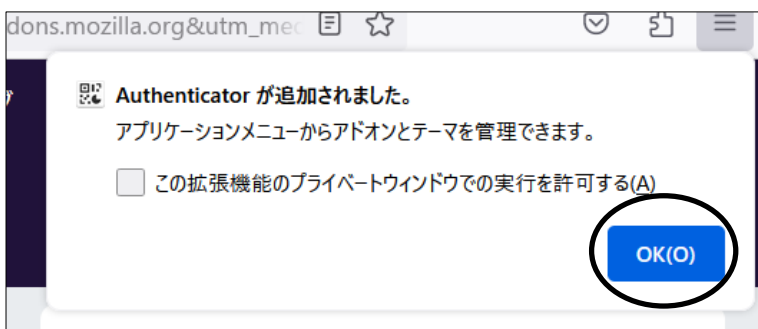 dons.mozilla.org&utm_med
Authenticator が追加されました。
アプリケーションメニューからアドオンとテーマを管理できます。
この拡張機能のプライベートウィンドウでの実行を許可する(A)
OK(O)